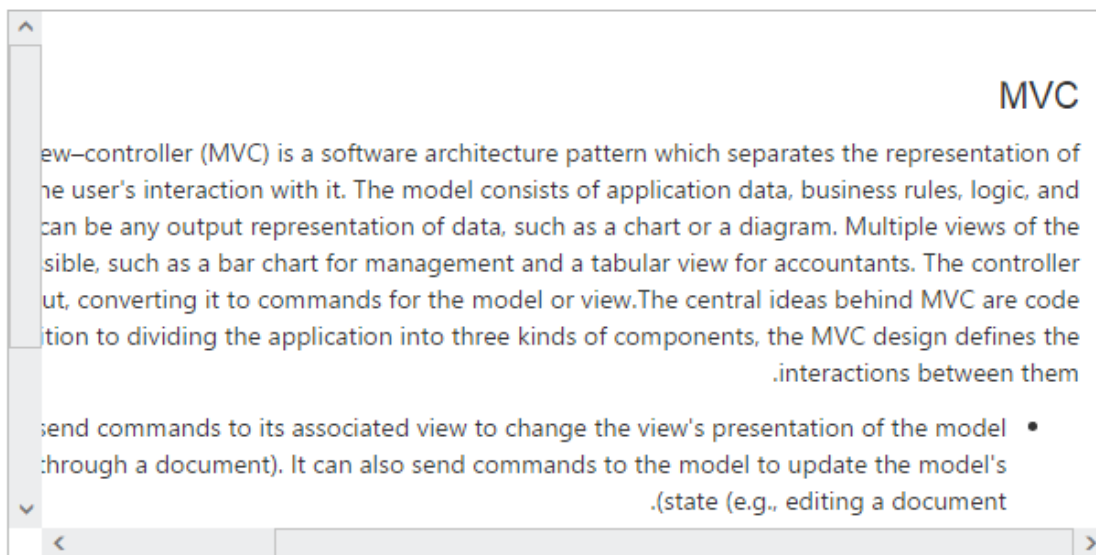 MVC
ew–controller (MVC) is a software architecture pattern which separates the representation of
ne user's interaction with it. The model consists of application data, business rules, logic, and
can be any output representation of data, such as a chart or a diagram. Multiple views of the
ssible, such as a bar chart for management and a tabular view for accountants. The controller
ut, converting it to commands for the model or view.The central ideas behind MVC are code
ition to dividing the application into three kinds of components, the MVC design defines the
.interactions between them
send commands to its associated view to change the view's presentation of the model •
through a document). It can also send commands to the model to update the model's
.(state (e.g., editing a document